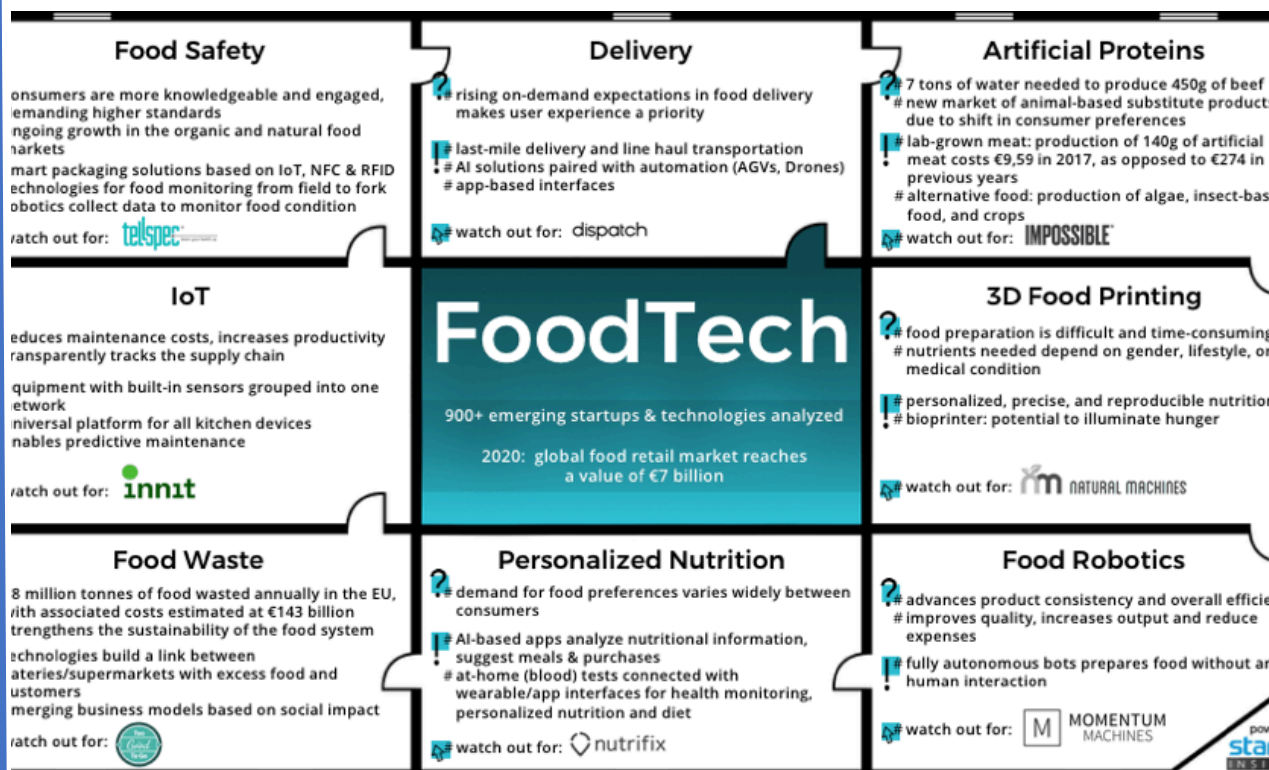 Food Safety
onsumers are more knowledgeable and engaged,
emanding higher standards
ngoing growth in the organic and natural food
arkets
mart packaging solutions based on IoT, NFC & RFID
echnologies for food monitoring from field to fork
obotics collect data to monitor food condition
atch out for: tellspec
Delivery
? # rising on-demand expectations in food delivery
makes user experience a priority
! # last-mile delivery and line haul transportation
# AI solutions paired with automation (AGVs, Drones)
# app-based interfaces
# watch out for: dispatch
Artificial Proteins
? # 7 tons of water needed to produce 450g of beef
# new market of animal-based substitute products
due to shift in consumer preferences
! # lab-grown meat: production of 140g of artificial
meat costs €9,59 in 2017, as opposed to €274 in
previous years
# alternative food: production of algae, insect-bas
food, and crops
# watch out for: IMPOSSIBLE
IoT
educes maintenance costs, increases productivity
ransparently tracks the supply chain
quipment with built-in sensors grouped into one
etwork
niversal platform for all kitchen devices
nables predictive maintenance
atch out for: innit
FoodTech
900+ emerging startups & technologies analyzed
2020: global food retail market reaches
a value of €7 billion
3D Food Printing
? # food preparation is difficult and time-consuming
# nutrients needed depend on gender, lifestyle, or
medical condition
! # personalized, precise, and reproducible nutrition
# bioprinter: potential to illuminate hunger
# watch out for: NATURAL MACHINES
Food Waste
8 million tonnes of food wasted annually in the EU,
ith associated costs estimated at €143 billion
trengthens the sustainability of the food system
echnologies build a link between
ateries/supermarkets with excess food and
ustomers
merging business models based on social impact
atch out for: Too Good To Go
Personalized Nutrition
? # demand for food preferences varies widely between
consumers
! # AI-based apps analyze nutritional information,
suggest meals & purchases
# at-home (blood) tests connected with
wearable/app interfaces for health monitoring,
personalized nutrition and diet
# watch out for: nutrifix
Food Robotics
? # advances product consistency and overall efficie
# improves quality, increases output and reduce
expenses
! # fully autonomous bots prepares food without an
human interaction
# watch out for: M MOMENTUM
MACHINES
pow
star
INSI